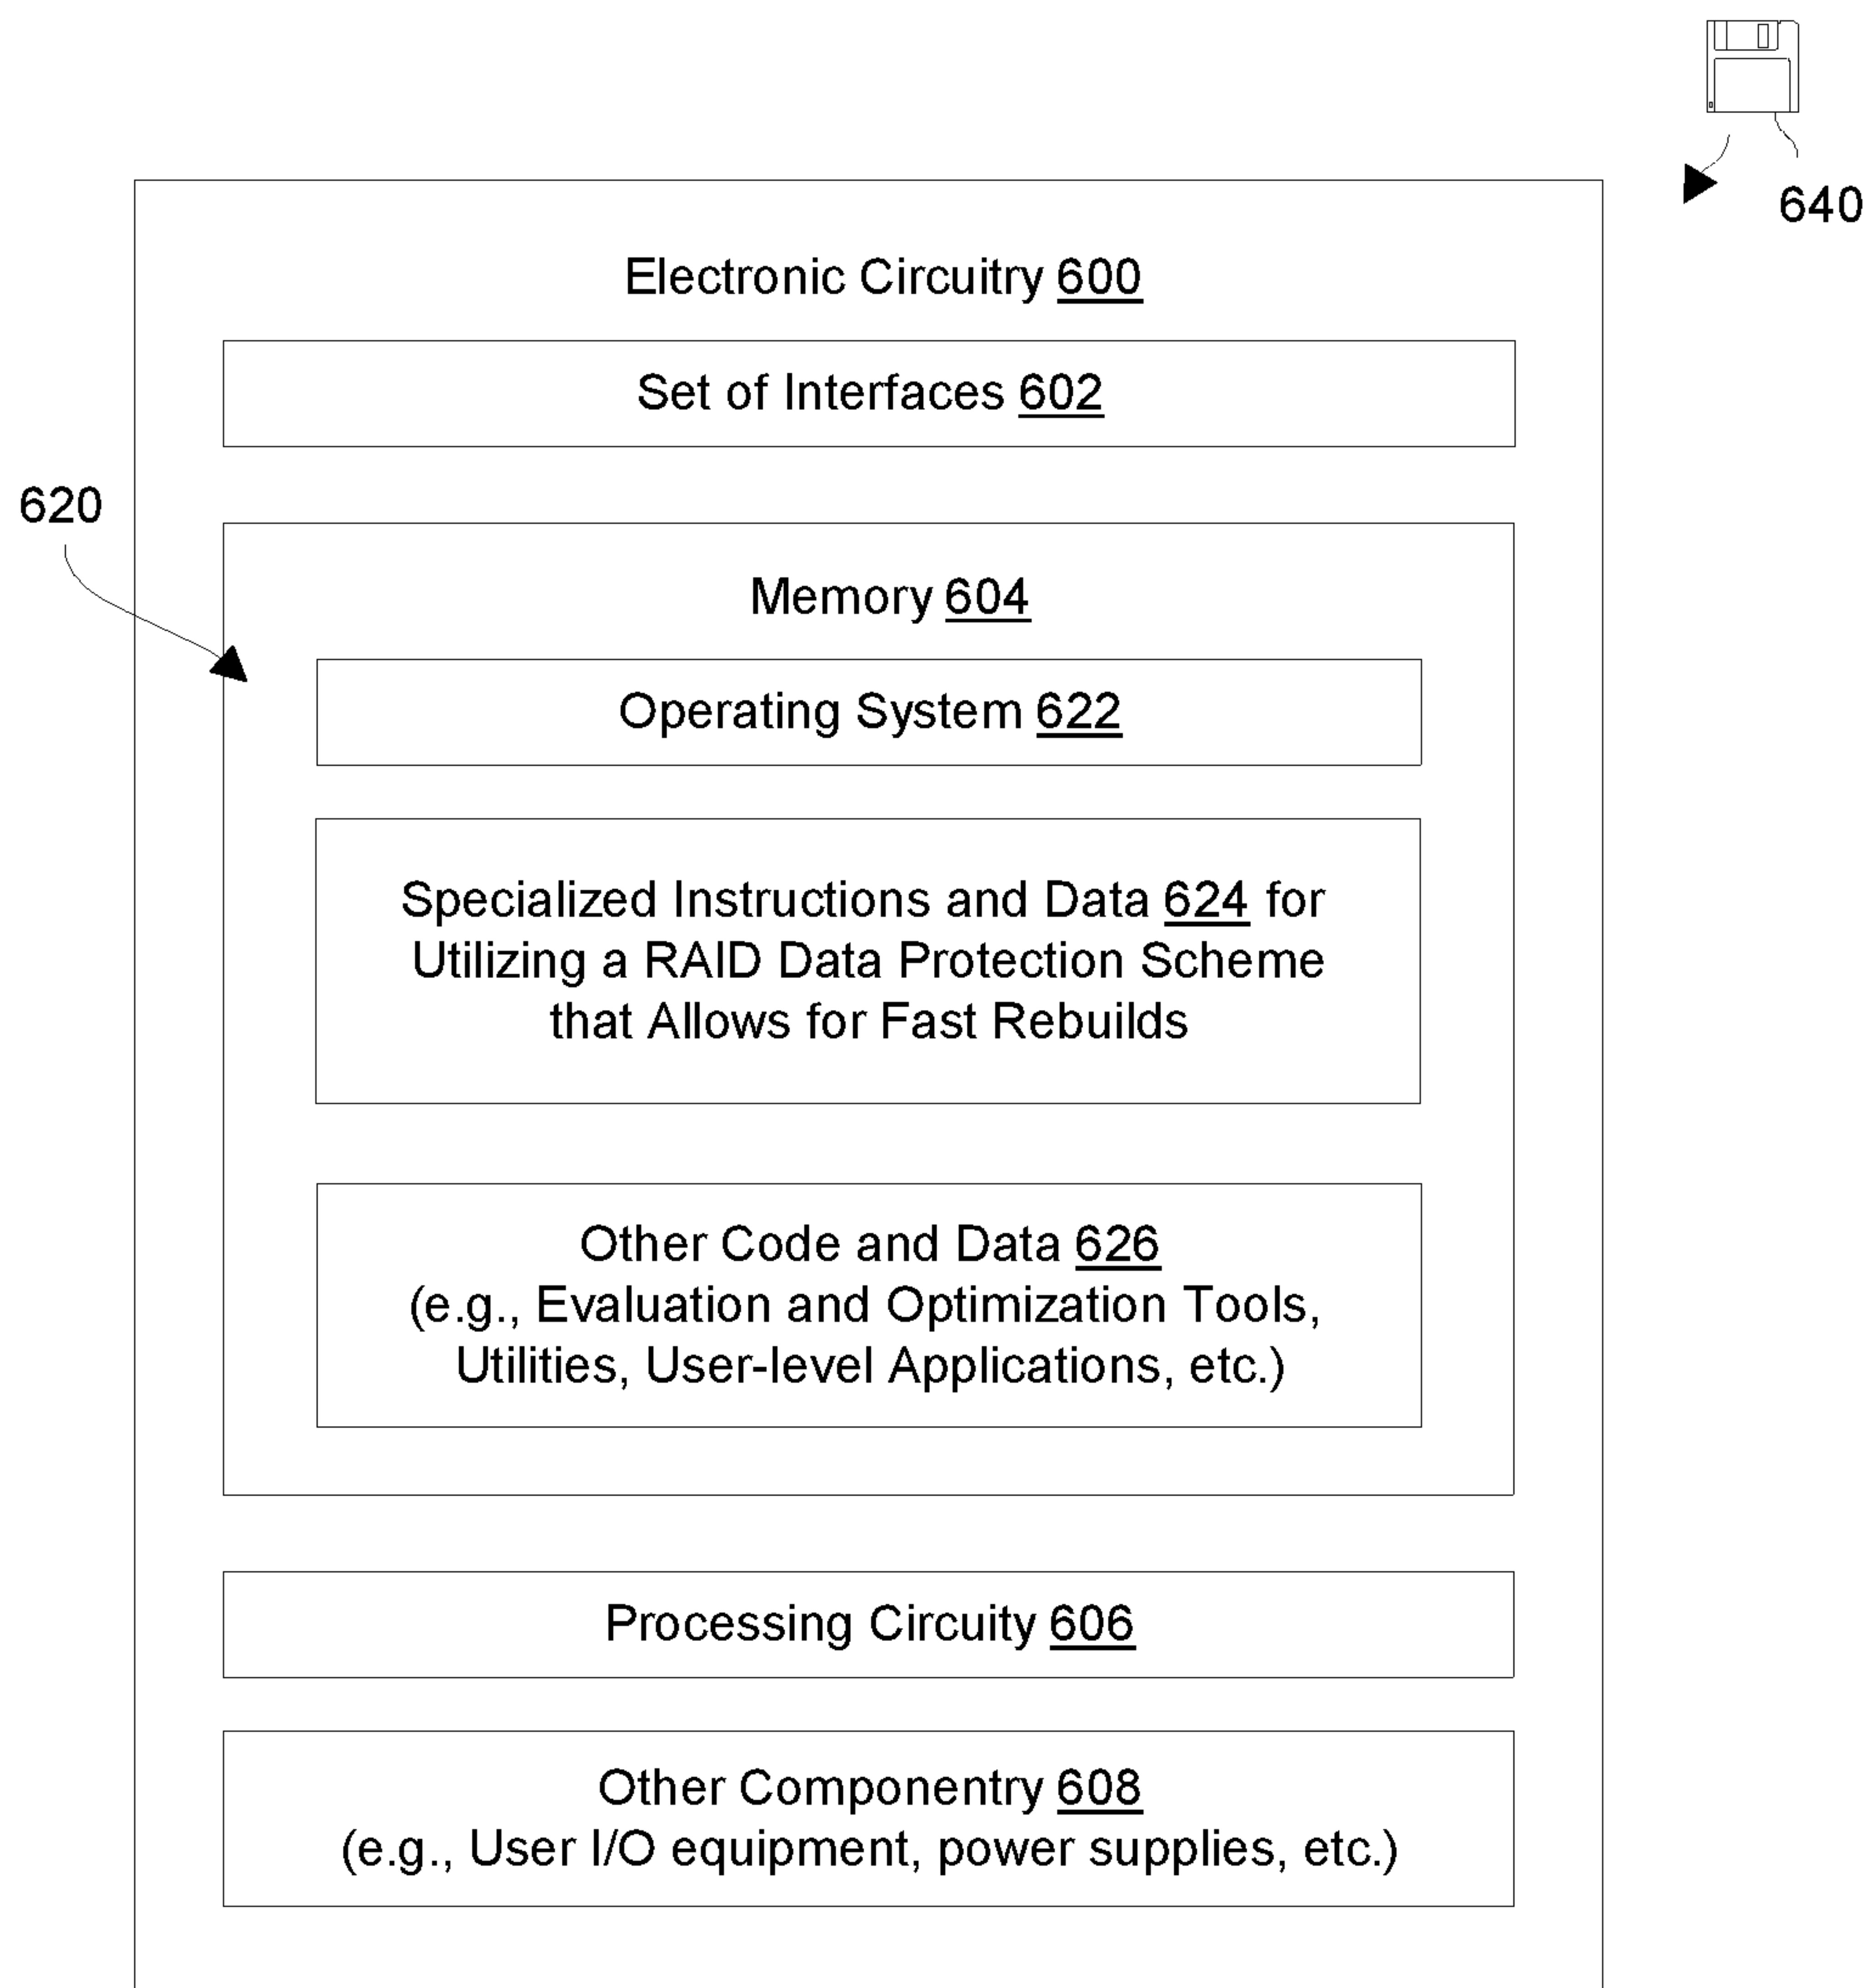 640
Electronic Circuitry 600
Set of Interfaces 602
620
Memory 604
Operating System 622
Specialized Instructions and Data 624 for
Utilizing a RAID Data Protection Scheme
that Allows for Fast Rebuilds
Other Code and Data 626
(e.g., Evaluation and Optimization Tools,
Utilities, User-level Applications, etc.)
Processing Circuity 606
Other Componentry 608
(e.g., User I/O equipment, power supplies, etc.)